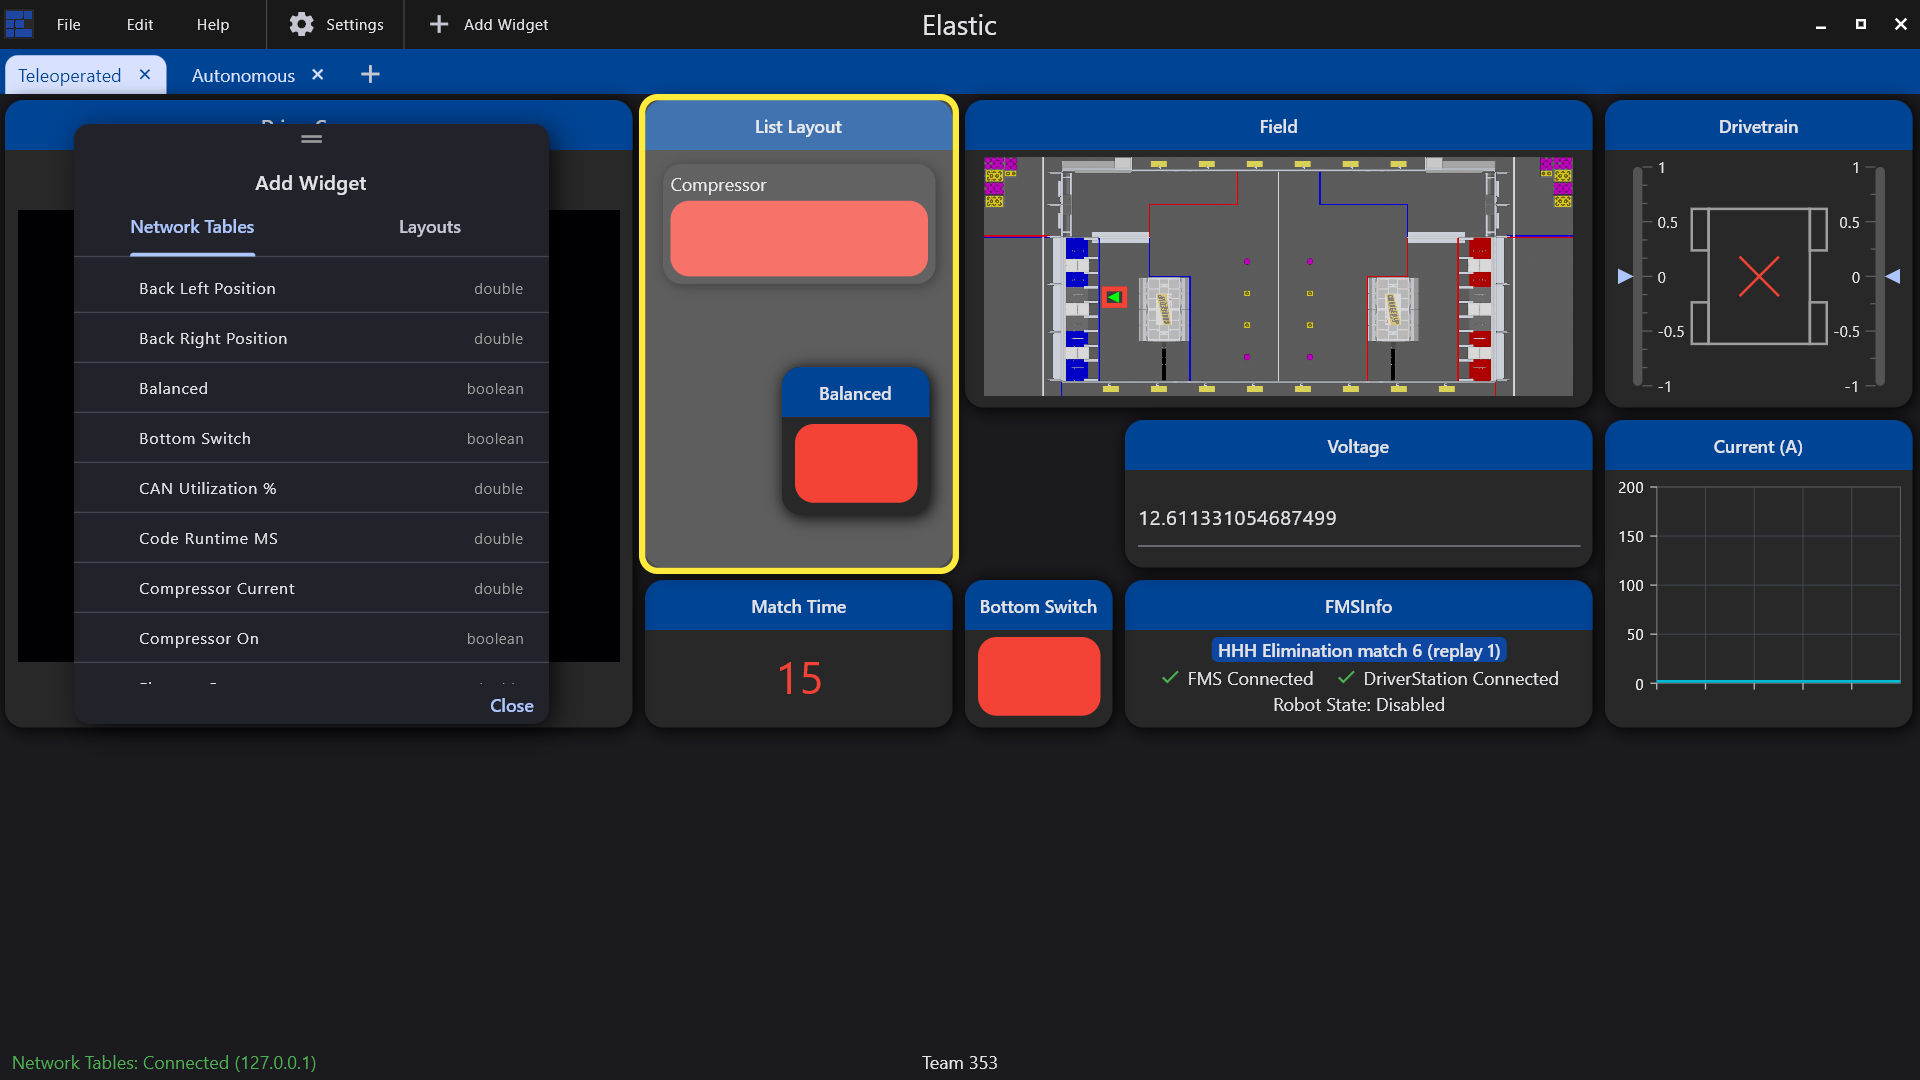 File
Edit
Help
Settings
Add Widget
Elastic
Teleoperated
Autonomous
Add Widget
Network Tables
Layouts
Back Left Position double
Back Right Position double
Balanced boolean
Bottom Switch boolean
CAN Utilization % double
Code Runtime MS double
Compressor Current double
Compressor On boolean
Close
List Layout
Compressor
Balanced
Match Time
15
Bottom Switch
Field
Voltage
12.611331054687499
FMSInfo
HHH Elimination match 6 (replay 1)
FMS Connected
DriverStation Connected
Robot State: Disabled
Drivetrain
1
0.5
0
-0.5
-1
1
0.5
0
-0.5
-1
Current (A)
200
150
100
50
0
Network Tables: Connected (127.0.0.1)
Team 353